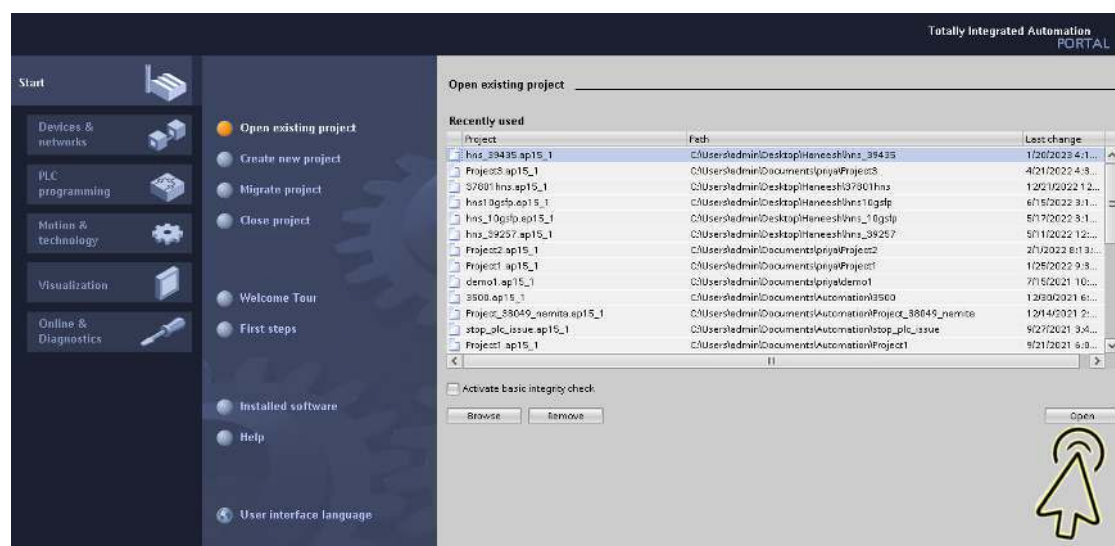 Totally Integrated Automation
PORTAL
Start
Devices & networks
PLC programming
Motion & technology
Visualization
Online & Diagnostics
Open existing project
Create new project
Migrate project
Close project
Welcome Tour
First steps
Installed software
Help
User interface language
Open existing project
Recently used
Project Path Last change
hns_39435.ap15_1 C:\Users\admin\Desktop\Haneesh\hns_39435 1/20/2023 4:1...
Project3.ap15_1 C:\Users\admin\Documents\priya\Project3 4/21/2022 4:3...
37801hns.ap15_1 C:\Users\admin\Desktop\Haneesh\37801hns 12/21/2022 12...
hns10gsfp.ap15_1 C:\Users\admin\Desktop\Haneesh\hns10gsfp 6/15/2022 3:1...
hns_10gsfp.ap15_1 C:\Users\admin\Desktop\Haneesh\hns_10gsfp 5/17/2022 3:1...
hns_39257.ap15_1 C:\Users\admin\Desktop\Haneesh\hns_39257 5/11/2022 12:...
Project2.ap15_1 C:\Users\admin\Documents\priya\Project2 2/1/2022 8:13:...
Project1.ap15_1 C:\Users\admin\Documents\priya\Project1 1/25/2022 9:3...
demo1.ap15_1 C:\Users\admin\Documents\priya\demo1 7/15/2021 10:...
3500.ap15_1 C:\Users\admin\Documents\Automation\3500 12/30/2021 6:...
Project_38049_nemita.ap15_1 C:\Users\admin\Documents\Automation\Project_38049_nemita 12/14/2021 2:...
stop_plc_issue.ap15_1 C:\Users\admin\Documents\Automation\stop_plc_issue 9/27/2021 3:4...
Project1.ap15_1 C:\Users\admin\Documents\Automation\Project1 9/21/2021 6:0...
Activate basic integrity check
Browse Remove Open